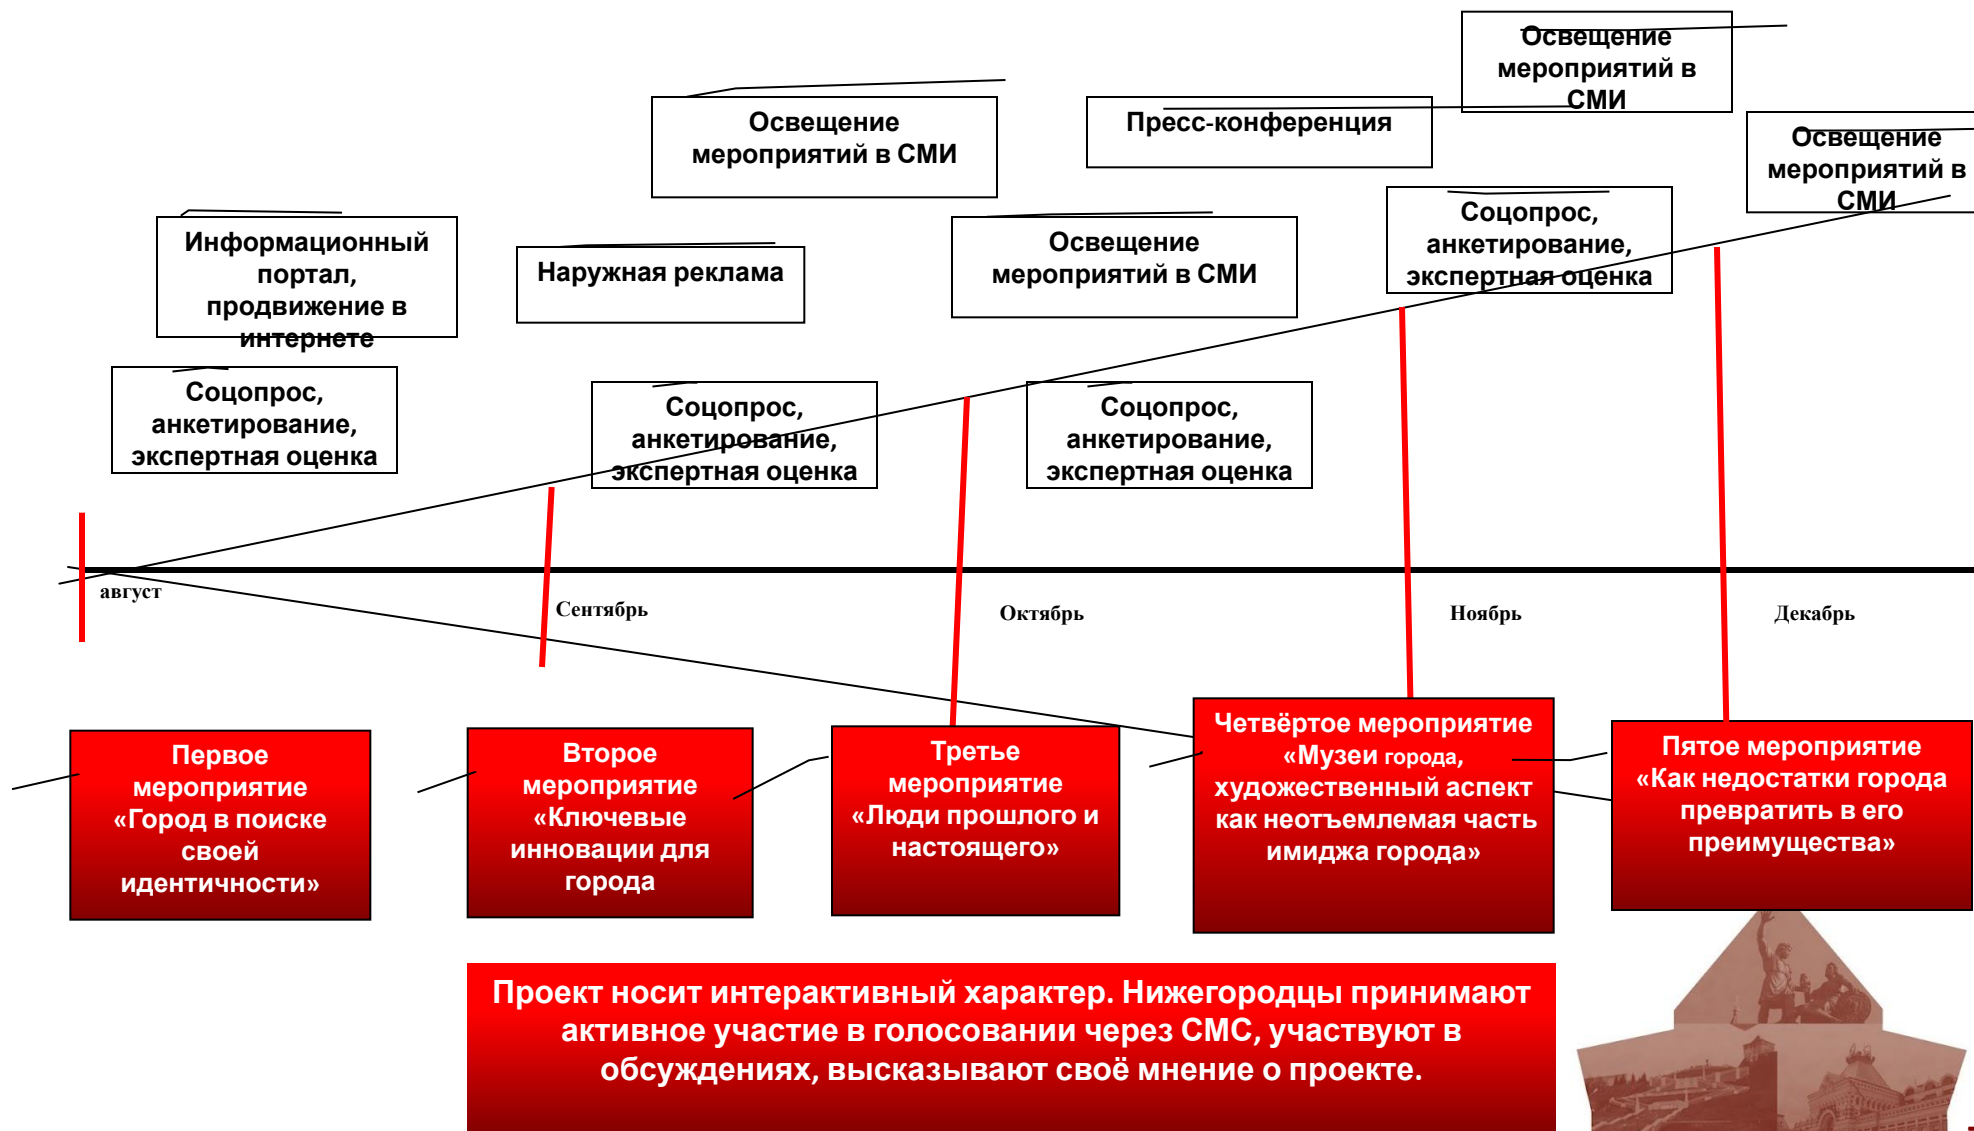 Освещение
мероприятий в
СМИ
Освещение
мероприятий в СМИ
Пресс-конференция
Освещение
мероприятий в
СМИ
Информационный
портал,
продвижение в
интернете
Наружная реклама
Освещение
мероприятий в СМИ
Соцопрос,
анкетирование,
экспертная оценка
Соцопрос,
анкетирование,
экспертная оценка
Соцопрос,
анкетирование,
экспертная оценка
Соцопрос,
анкетирование,
экспертная оценка
август
Сентябрь
Октябрь
Ноябрь
Декабрь
Первое
мероприятие
«Город в поиске
своей
идентичности»
Второе
мероприятие
«Ключевые
инновации для
города
Третье
мероприятие
«Люди прошлого и
настоящего»
Четвёртое мероприятие
«Музеи города,
художественный аспект
как неотъемлемая часть
имиджа города»
Пятое мероприятие
«Как недостатки города
превратить в его
преимущества»
Проект носит интерактивный характер. Нижегородцы принимают
активное участие в голосовании через СМС, участвуют в
обсуждениях, высказывают своё мнение о проекте.